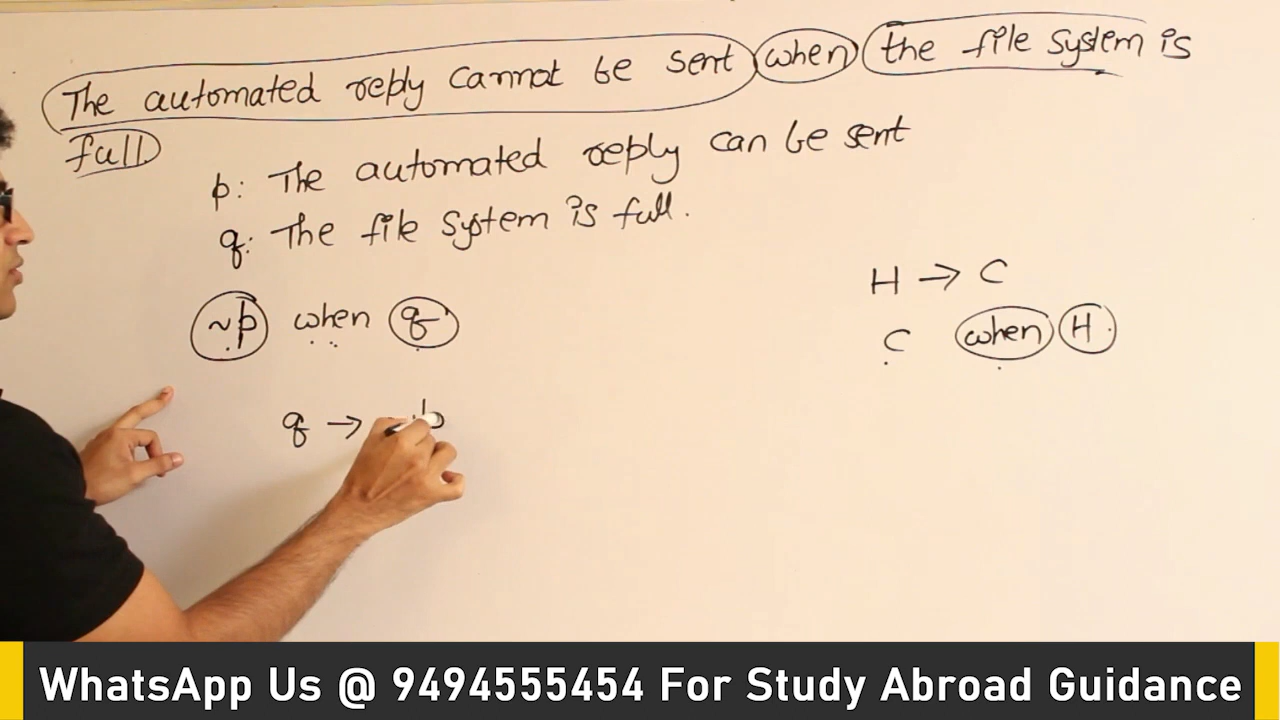 The automated reply cannot be sent when the file system is
full
p: The automated reply can be sent
q: The file system is full.
H → C
~p when q
C when H
q → ~p
WhatsApp Us @ 9494555454 For Study Abroad Guidance